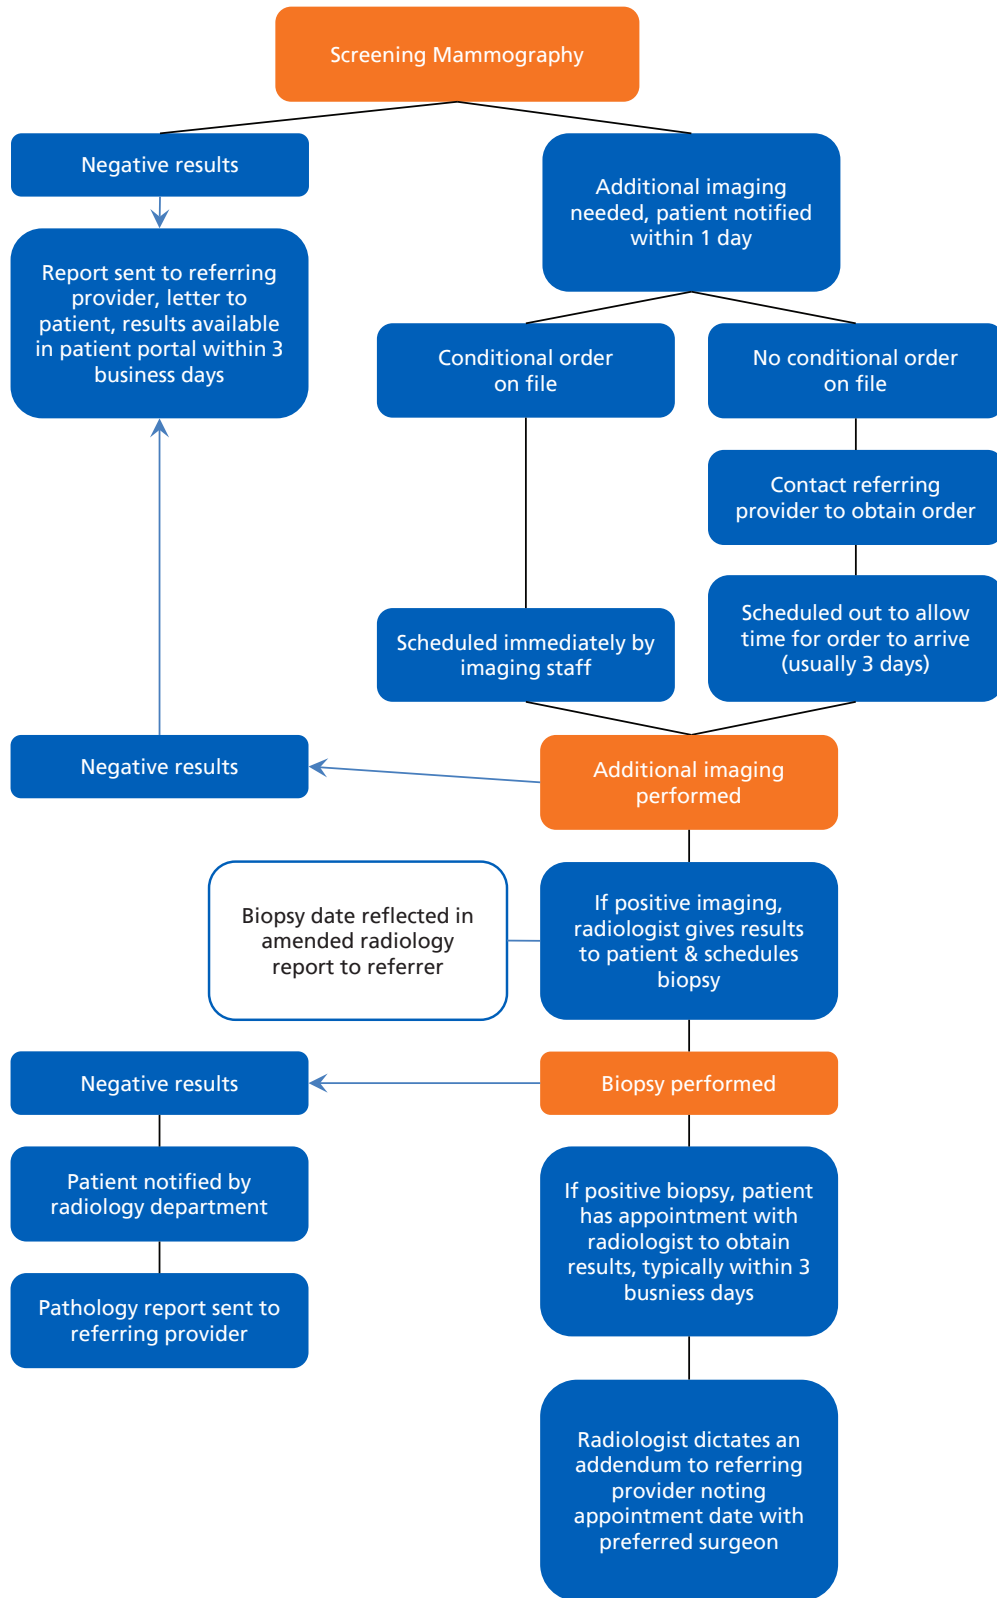 Screening Mammography
Negative results
Additional imaging
needed, patient notified
within 1 day
Report sent to referring
provider, letter to
patient, results available
in patient portal within 3
business days
Conditional order
on file
No conditional order
on file
Contact referring
provider to obtain order
Scheduled immediately by
imaging staff
Scheduled out to allow
time for order to arrive
(usually 3 days)
Negative results
Additional imaging
performed
Biopsy date reflected in
amended radiology
report to referrer
If positive imaging,
radiologist gives results
to patient & schedules
biopsy
Negative results
Biopsy performed
Patient notified by
radiology department
Pathology report sent to
referring provider
If positive biopsy, patient
has appointment with
radiologist to obtain
results, typically within 3
busniess days
Radiologist dictates an
addendum to referring
provider noting
appointment date with
preferred surgeon